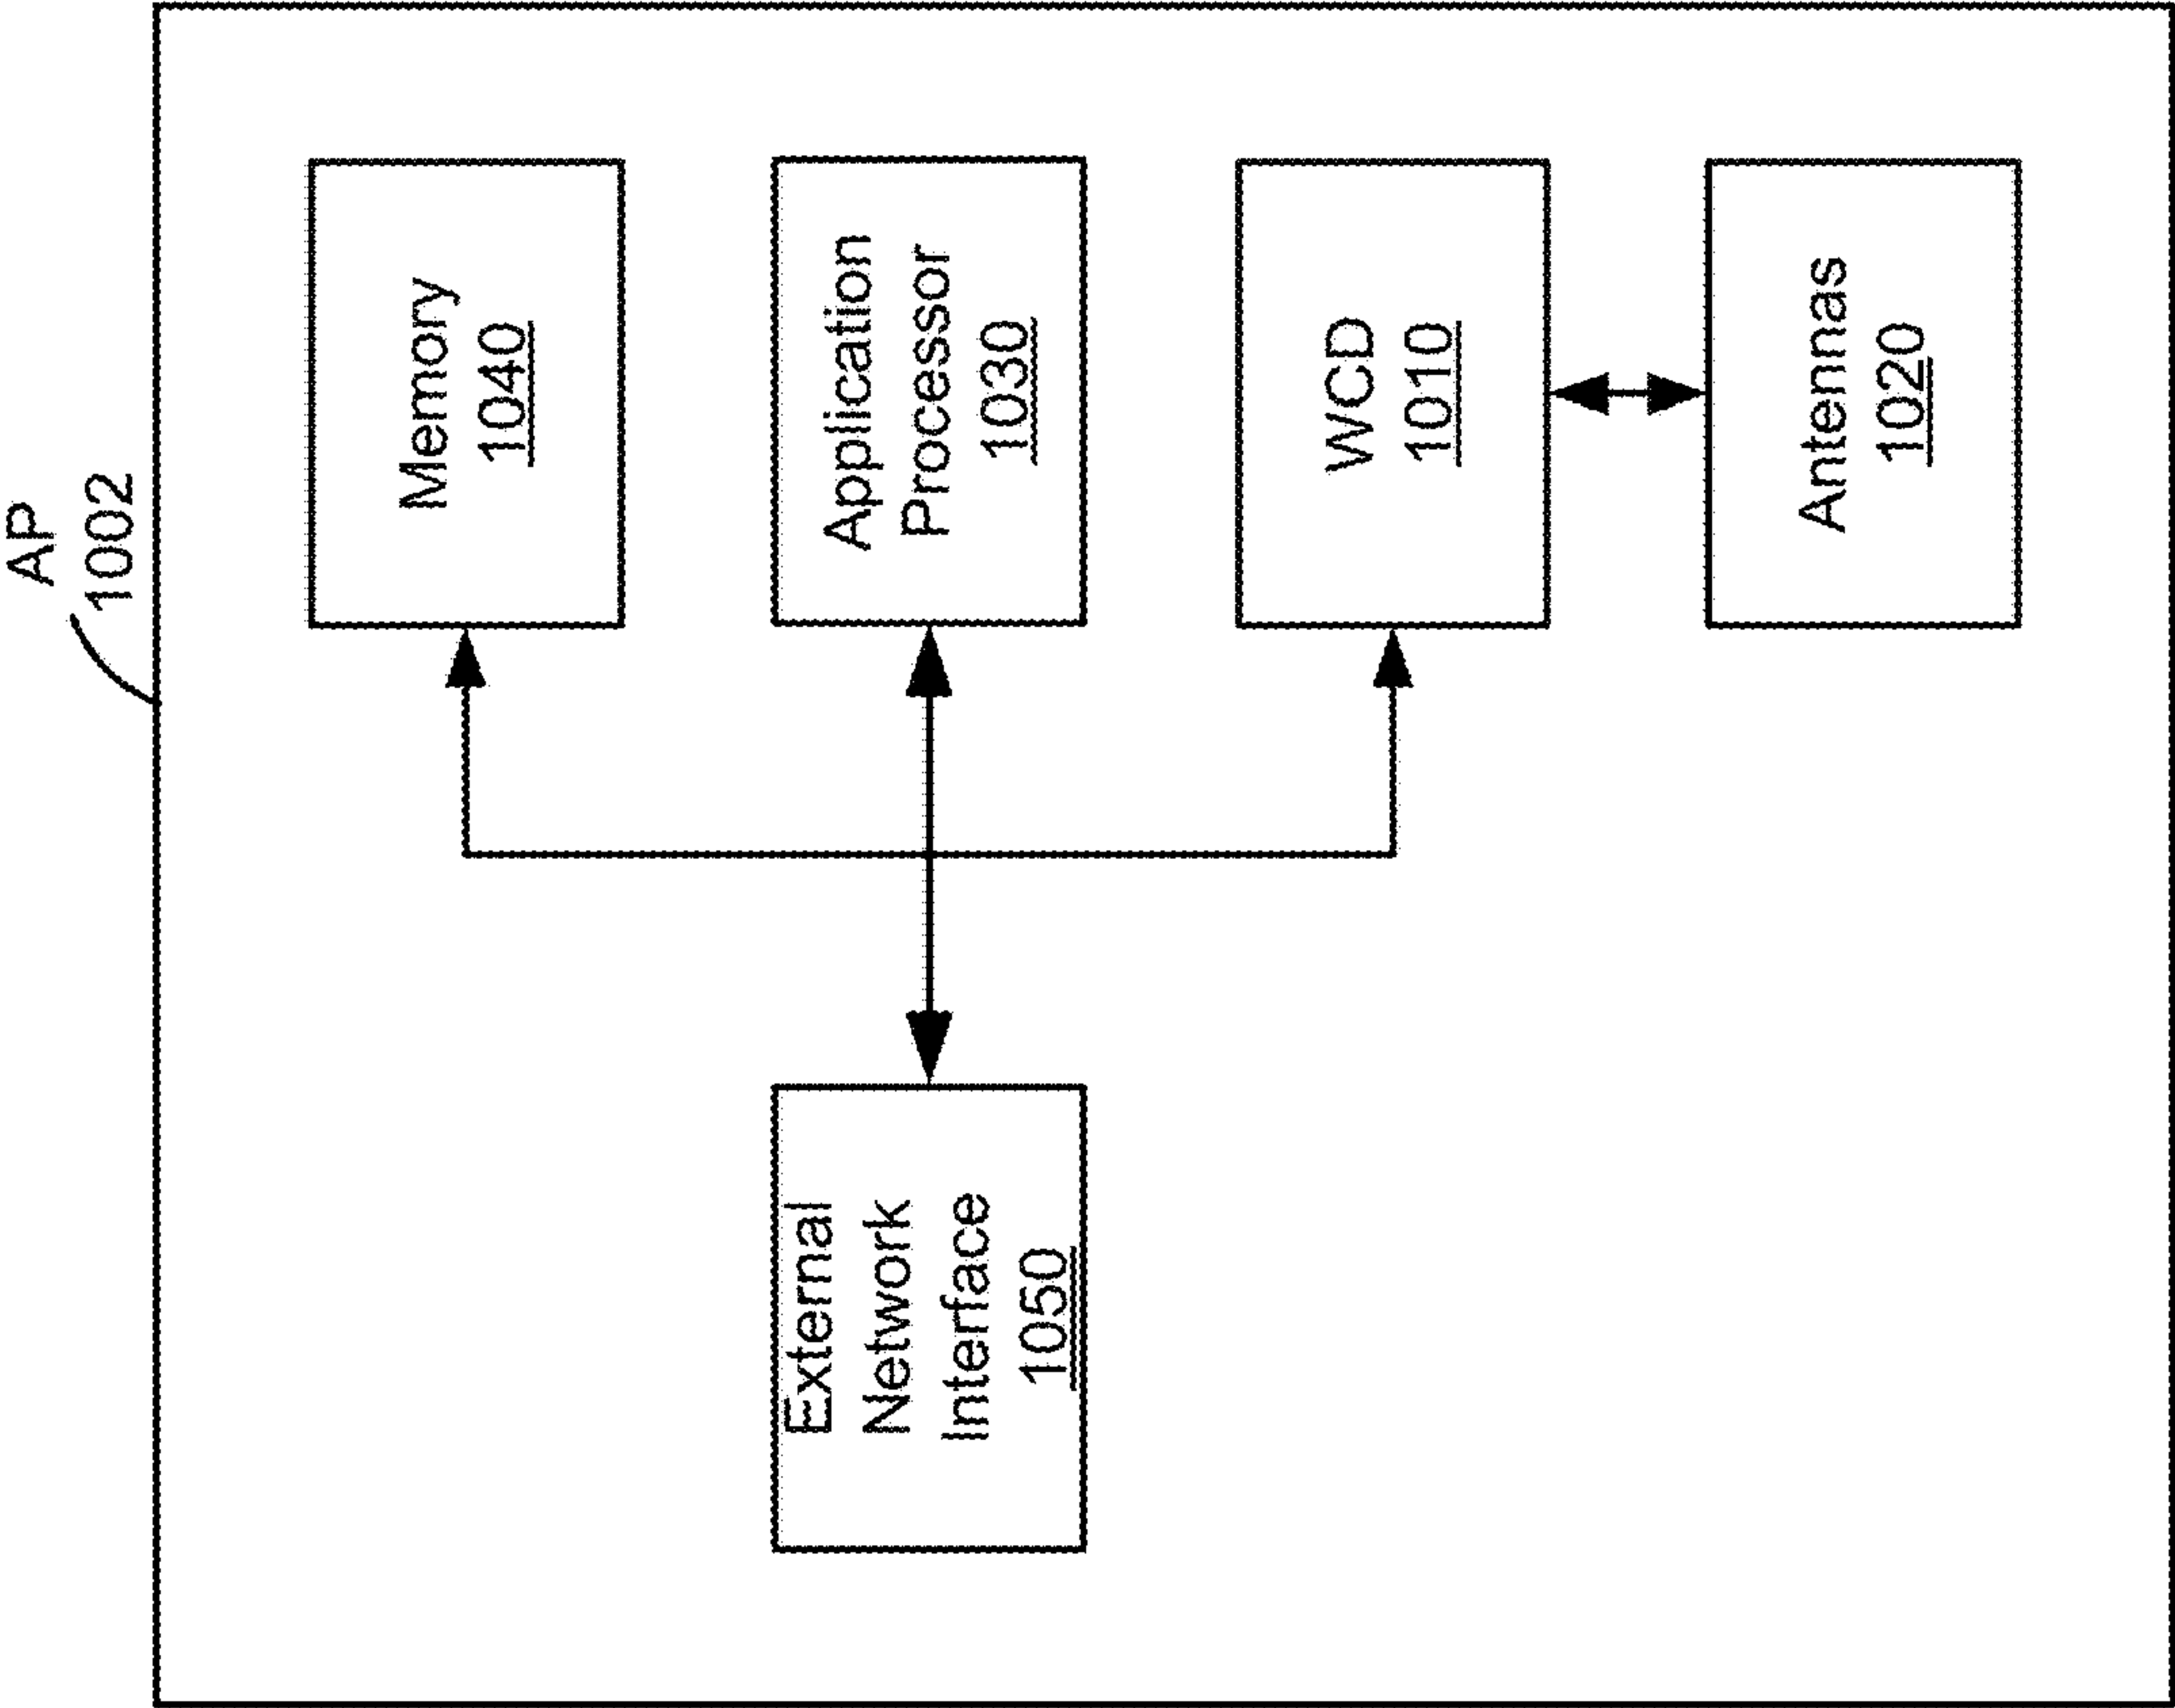 AP
1002
Memory
1040
Application
Processor
1030
WCD
1010
Antennas
1020
External
Network
Interface
1050